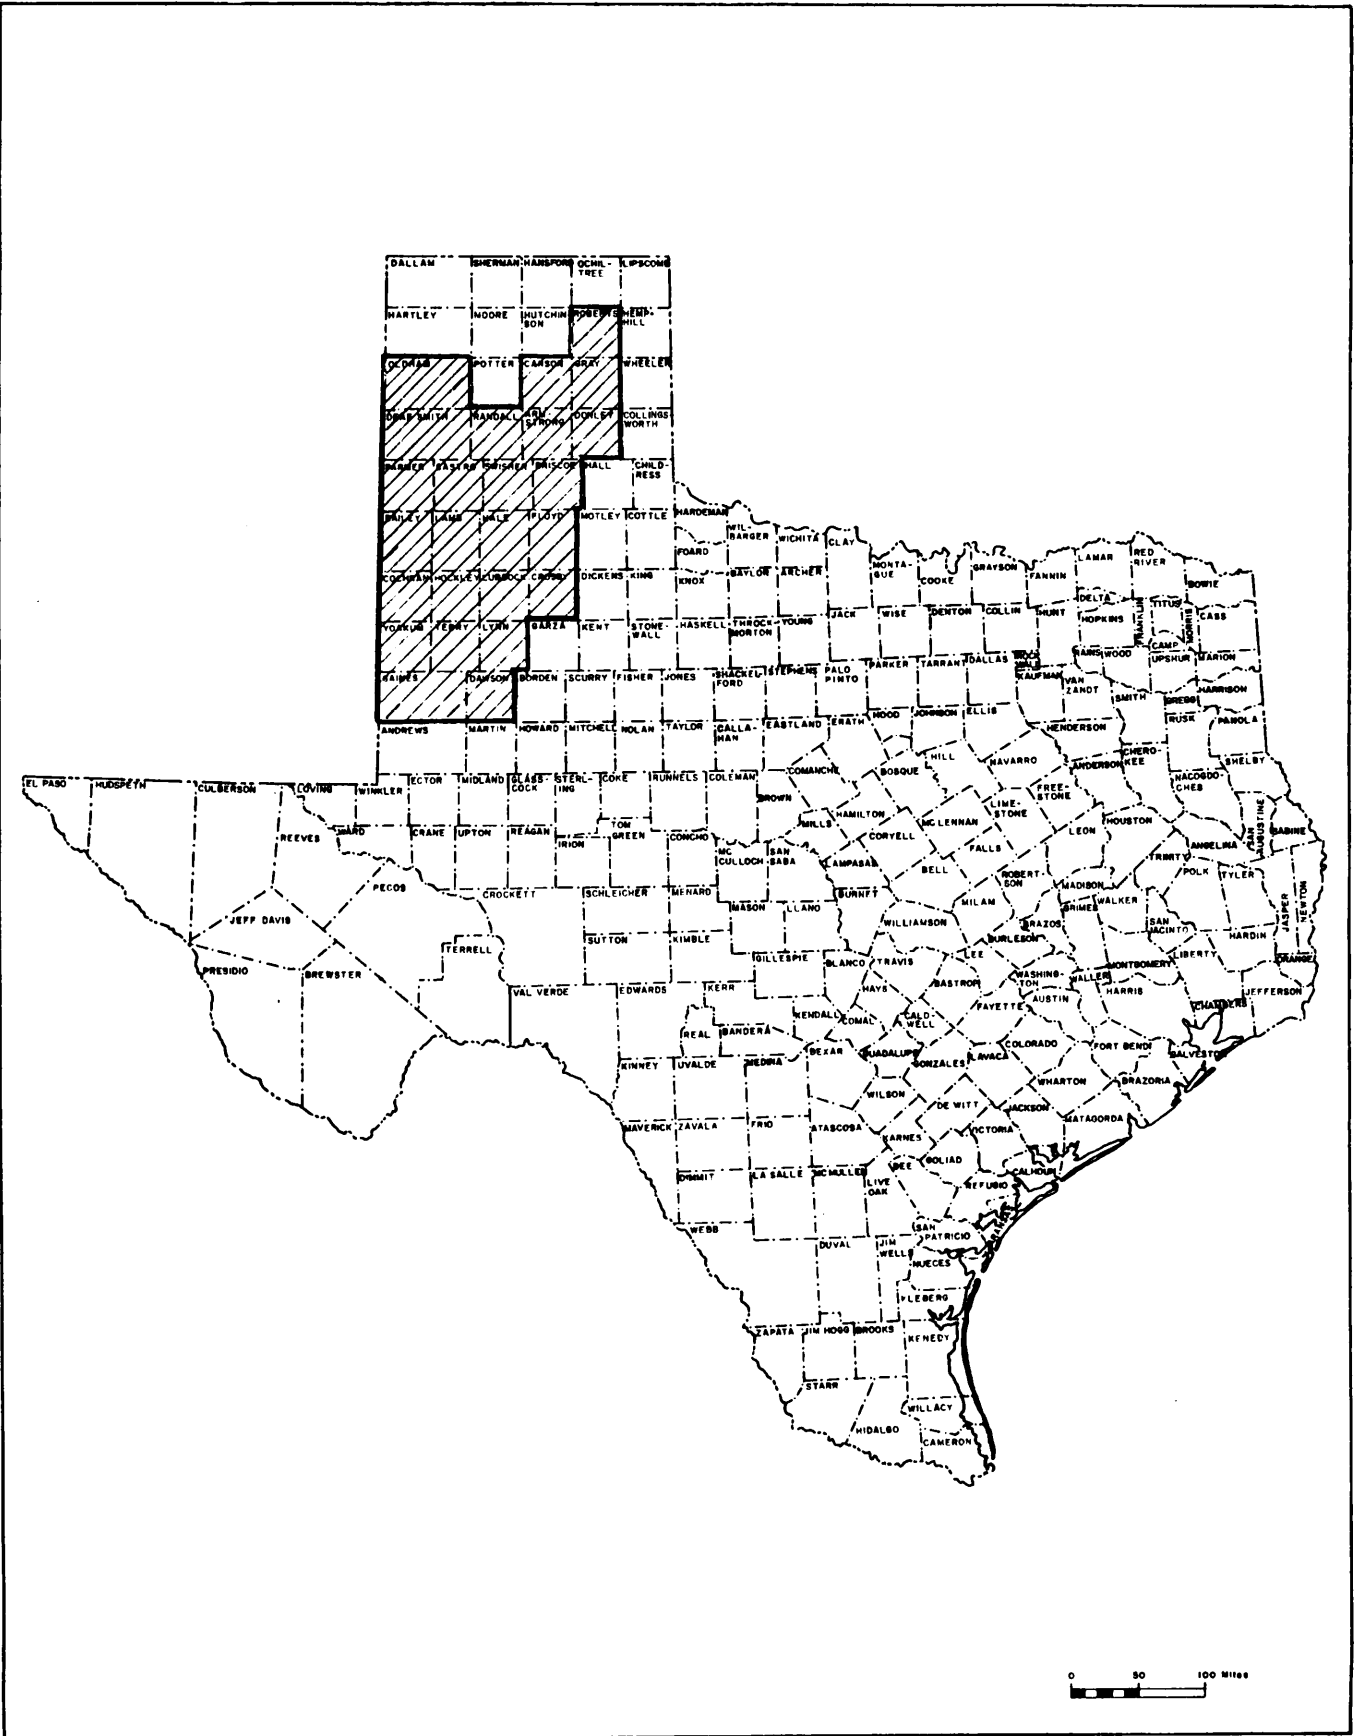 DALLAM SHERMAN HANSFORD OCHIL- LIPSCOMB
TREE
HARTLEY MOORE HUTCHIN ROBERTS HEMP-
SON HILL
OLDHAM POTTER CARSON GRAY WHEELER
DEAF SMITH RANDALL ARM- DONLEY COLLINGS-
STRONG WORTH
PARMER CASTRO SWISHER BRISCOE HALL CHILD-
RESS
BAILEY LAMB HALE FLOYD MOTLEY COTTLE HARDEMAN
WIL-
BARGER WICHITA CLAY
FOARD
COCHRAN HOCKLEY LUBBOCK CROSBY DICKENS KING KNOX BAYLOR ARCHER
MONTA-
GUE COOKE GRAYSON FANNIN LAMAR RED
RIVER BOWIE
YOAKUM TERRY LYNN GARZA KENT STONE-
WALL HASKELL THROCK-
MORTON YOUNG JACK WISE DENTON COLLIN HUNT DELTA
HOPKINS FRANKLIN TITUS MORRIS CASS
CAMP
GAINES DAWSON BORDEN SCURRY FISHER JONES SHACKEL-
FORD STEPHENS PALO
PINTO PARKER TARRANT DALLAS ROCK
WALL RAINS WOOD UPSHUR MARION
KAUFMAN VAN
ZANDT SMITH GREGG HARRISON
ANDREWS MARTIN HOWARD MITCHELL NOLAN TAYLOR CALLA-
HAN EASTLAND ERATH HOOD JOHNSON ELLIS HENDERSON RUSK PANOLA
EL PASO HUDSPETH CULBERSON LOVING WINKLER ECTOR MIDLAND GLASS-
COCK STERL-
ING COKE RUNNELS COLEMAN BROWN COMANCHE BOSQUE HILL NAVARRO ANDERSON CHERO-
KEE NACOGDO-
CHES SHELBY
REEVES WARD CRANE UPTON REAGAN IRION TOM
GREEN CONCHO MILLS HAMILTON CORYELL MC LENNAN LIME-
STONE FREE-
STONE LEON HOUSTON ANGELINA SAN
AUGUSTINE SABINE
MC
CULLOCH SAN
SABA LAMPASAS BELL FALLS ROBERT-
SON TRINITY POLK TYLER
PECOS CROCKETT SCHLEICHER MENARD BURNET MILAM MADISON
JEFF DAVIS MASON LLANO WILLIAMSON BRAZOS GRIMES WALKER SAN
JACINTO HARDIN JASPER NEWTON
TERRELL SUTTON KIMBLE BURLESON
PRESIDIO BREWSTER GILLESPIE BLANCO TRAVIS LEE WASHING-
TON WALLER MONTGOMERY LIBERTY ORANGE
VAL VERDE EDWARDS KERR HAYS BASTROP FAYETTE AUSTIN HARRIS CHAMBERS JEFFERSON
REAL BANDERA KENDALL COMAL CALD-
WELL
KINNEY UVALDE MEDINA BEXAR GUADALUPE GONZALES LAVACA COLORADO FORT BEND GALVESTON
WILSON DE WITT WHARTON BRAZORIA
MAVERICK ZAVALA FRIO ATASCOSA KARNES VICTORIA JACKSON MATAGORDA
DIMMIT LA SALLE MCMULLEN LIVE
OAK BEE GOLIAD REFUGIO CALHOUN
ARANSAS
WEBB DUVAL JIM
WELLS SAN
PATRICIO
NUECES
KLEBERG
ZAPATA JIM HOGG BROOKS KENEDY
STARR
WILLACY
HIDALGO
CAMERON
0 50 100 Miles